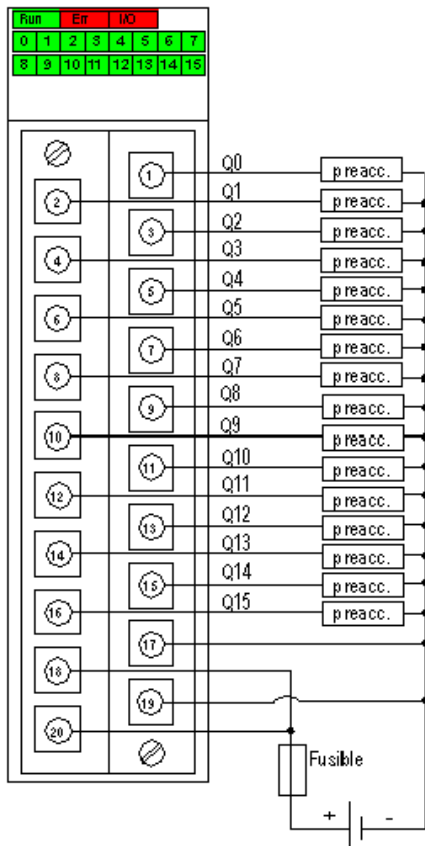 Run Err I/O
0 1 2 3 4 5 6 7
8 9 10 11 12 13 14 15
1 Q0 preacc.
2 Q1 preacc.
3 Q2 preacc.
4 Q3 preacc.
5 Q4 preacc.
6 Q5 preacc.
7 Q6 preacc.
8 Q7 preacc.
9 Q8 preacc.
10 Q9 preacc.
11 Q10 preacc.
12 Q11 preacc.
13 Q12 preacc.
14 Q13 preacc.
15 Q14 preacc.
16 Q15 preacc.
17
18
19
20
Fusible
+ -